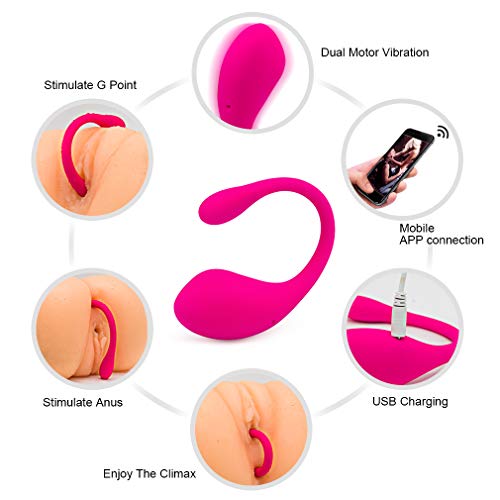 Dual Motor Vibration
Stimulate G Point
Mobile
APP connection
Stimulate Anus
USB Charging
Enjoy The Climax